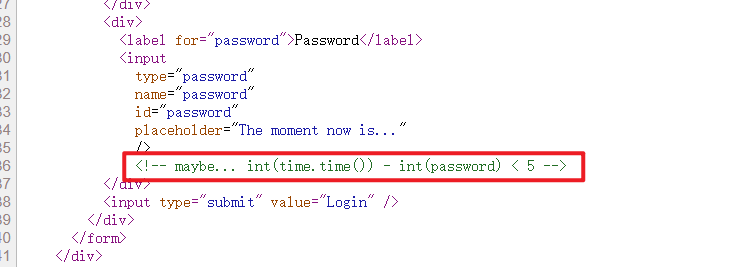 27 </div>
28 <div>
29 <label for="password">Password</label>
30 <input
31 type="password"
32 name="password"
33 id="password"
34 placeholder="The moment now is..."
35 />
36 <!-- maybe... int(time.time()) - int(password) < 5 -->
37 </div>
38 <input type="submit" value="Login" />
39 </div>
40 </form>
41 </div>